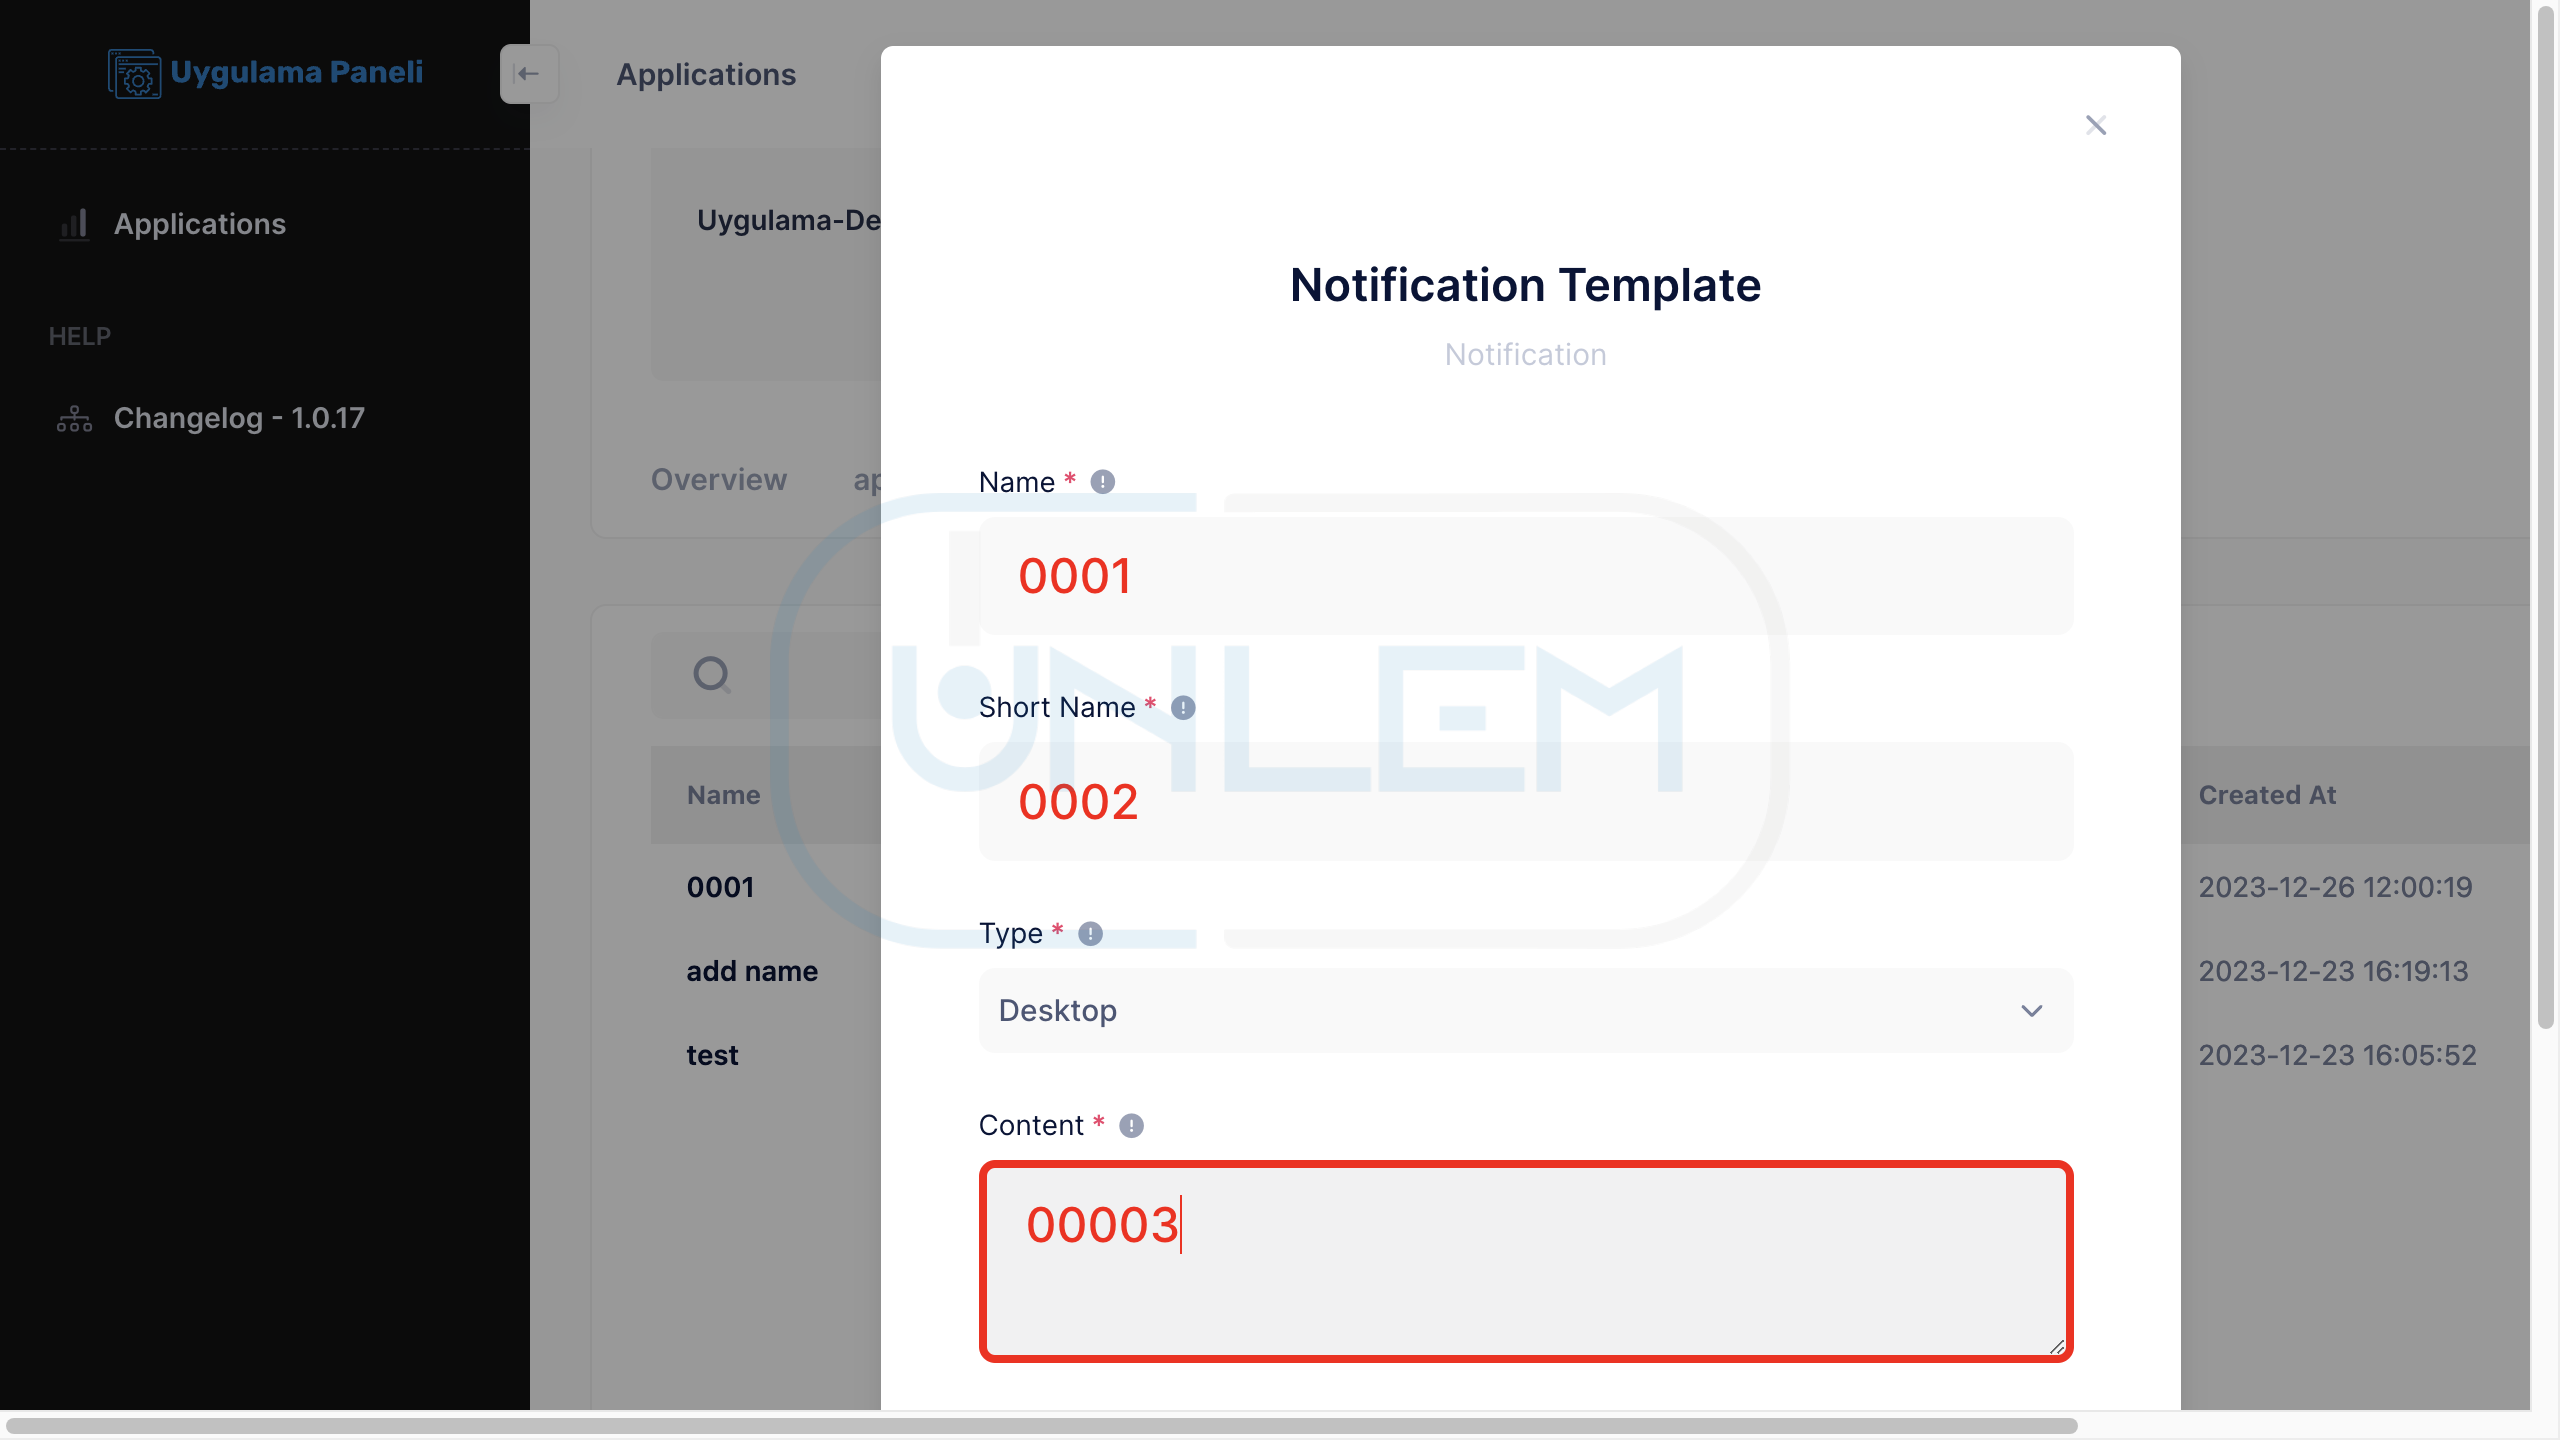 Uygulama Paneli
Applications
HELP
Changelog - 1.0.17
Applications
Uygulama-De
Overview
ap
Name
0001
add name
test
Created At
2023-12-26 12:00:19
2023-12-23 16:19:13
2023-12-23 16:05:52
Notification Template
Notification
Name *
0001
Short Name *
0002
Type *
Desktop
Content *
00003
UNLEM